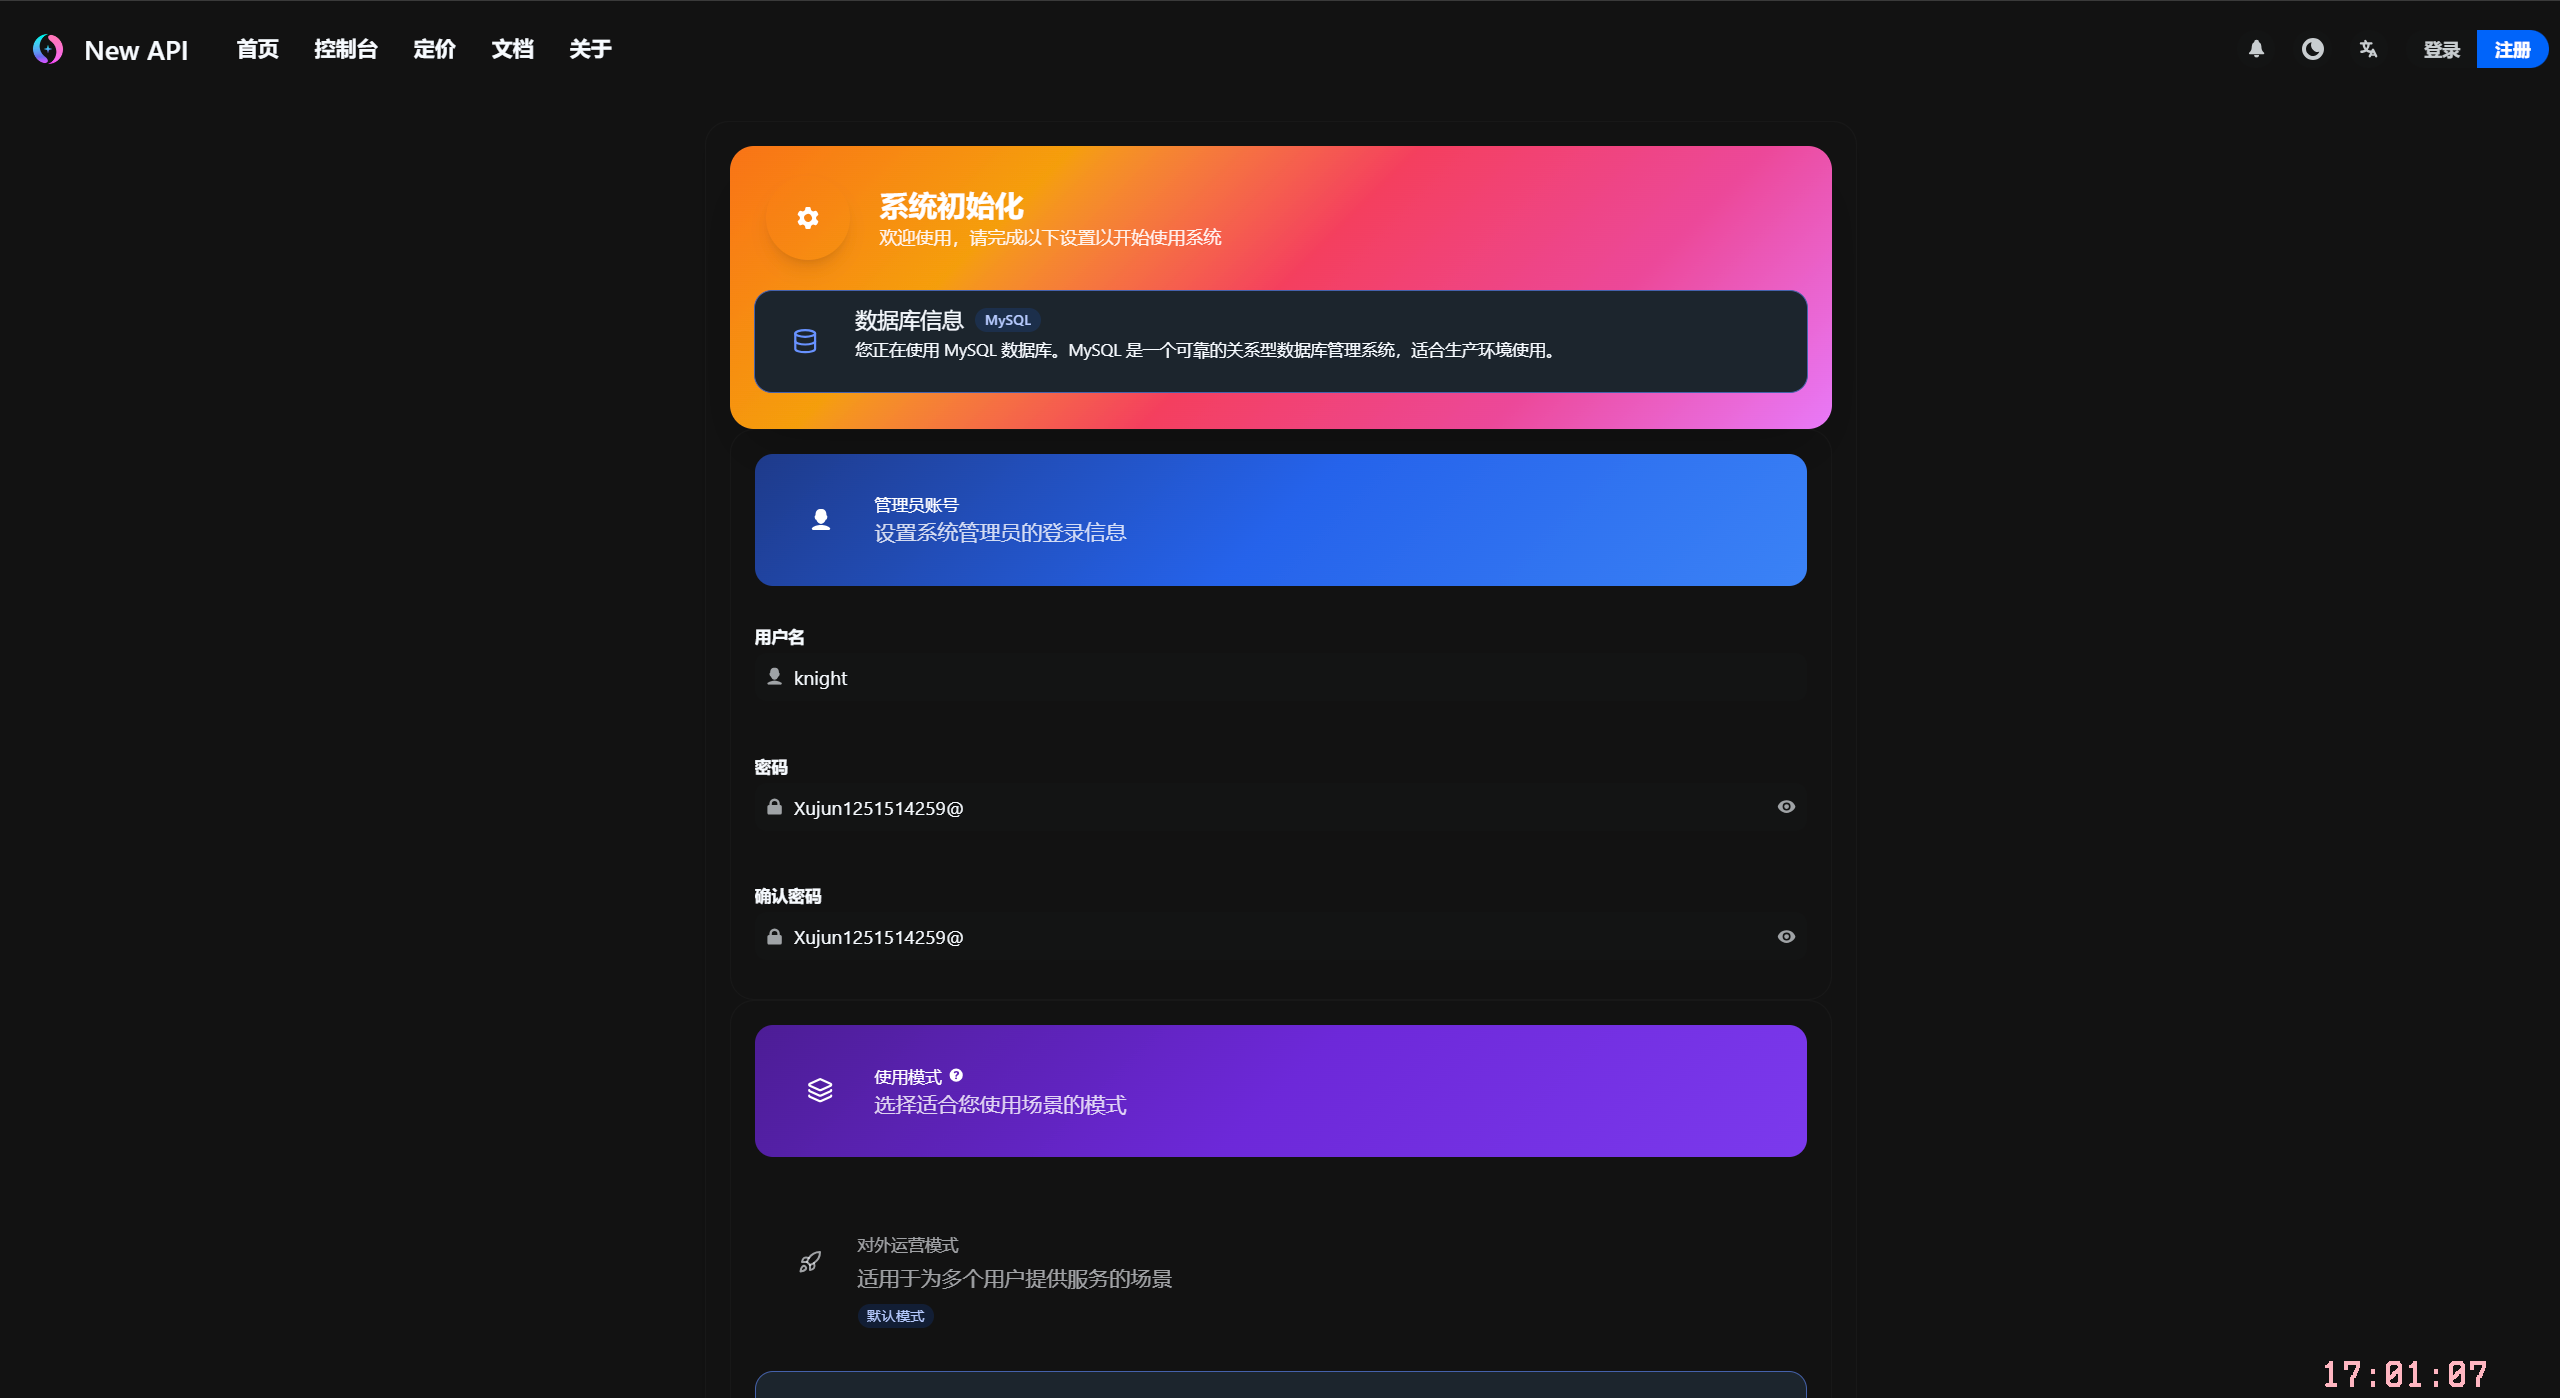 New API 首页 控制台 定价 文档 关于 登录 注册
系统初始化
欢迎使用，请完成以下设置以开始使用系统
数据库信息 MySQL
您正在使用 MySQL 数据库。MySQL 是一个可靠的关系型数据库管理系统，适合生产环境使用。
管理员账号
设置系统管理员的登录信息
用户名
knight
密码
Xujun1251514259@
确认密码
Xujun1251514259@
使用模式
选择适合您使用场景的模式
对外运营模式
适用于为多个用户提供服务的场景
默认模式
17:01:07